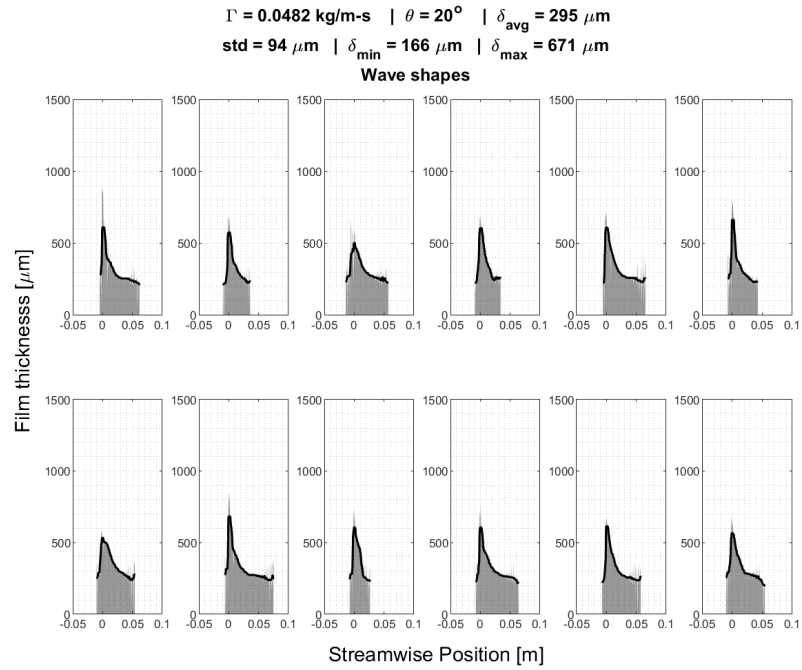 Γ = 0.0482 kg/m-s | θ = 20° | δavg = 295 μm
std = 94 μm | δmin = 166 μm | δmax = 671 μm
Wave shapes
1500 1500 1500 1500 1500 1500
1000 1000 1000 1000 1000 1000
500 500 500 500 500 500
0 0 0 0 0 0
-0.05 0 0.05 0.1 -0.05 0 0.05 0.1 -0.05 0 0.05 0.1 -0.05 0 0.05 0.1 -0.05 0 0.05 0.1 -0.05 0 0.05 0.1
Film thicknesss [μm]
1500 1500 1500 1500 1500 1500
1000 1000 1000 1000 1000 1000
500 500 500 500 500 500
0 0 0 0 0 0
-0.05 0 0.05 0.1 -0.05 0 0.05 0.1 -0.05 0 0.05 0.1 -0.05 0 0.05 0.1 -0.05 0 0.05 0.1 -0.05 0 0.05 0.1
Streamwise Position [m]